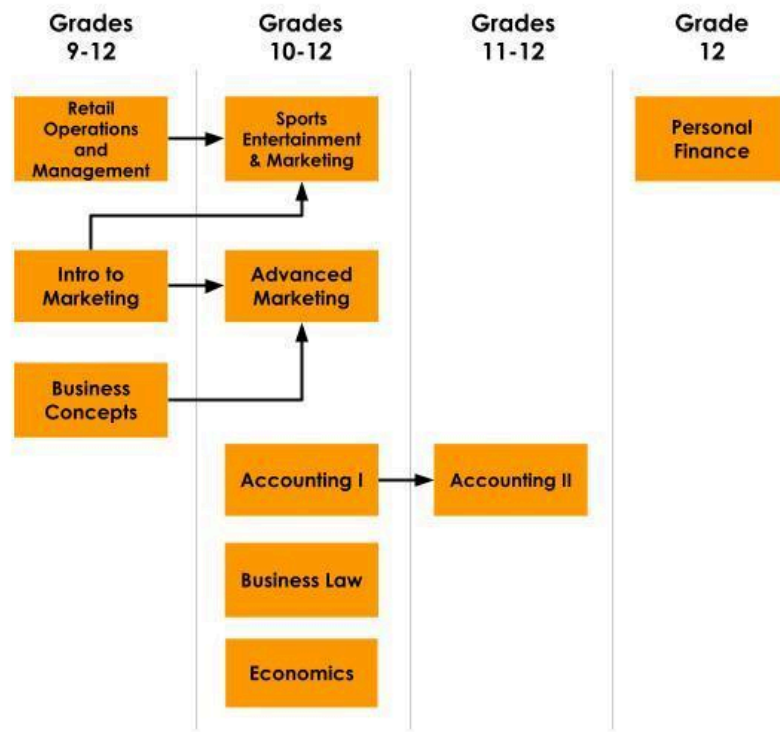 Grades
9-12
Grades
10-12
Grades
11-12
Grade
12
Retail
Operations
and
Management
Sports
Entertainment
& Marketing
Personal
Finance
Intro to
Marketing
Advanced
Marketing
Business
Concepts
Accounting I
Accounting II
Business Law
Economics